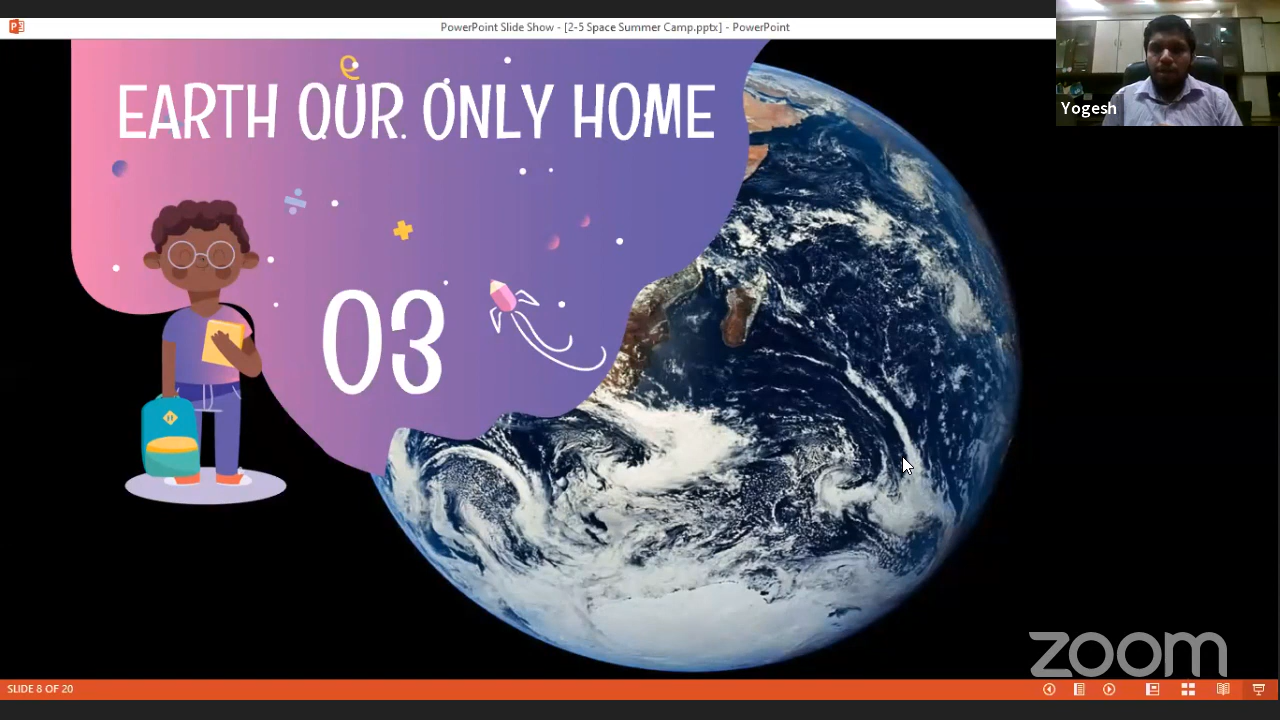 PowerPoint Slide Show - [2-5 Space Summer Camp.pptx] - PowerPoint
Yogesh
EARTH OUR. ONLY HOME
03
zoom
SLIDE 8 OF 20